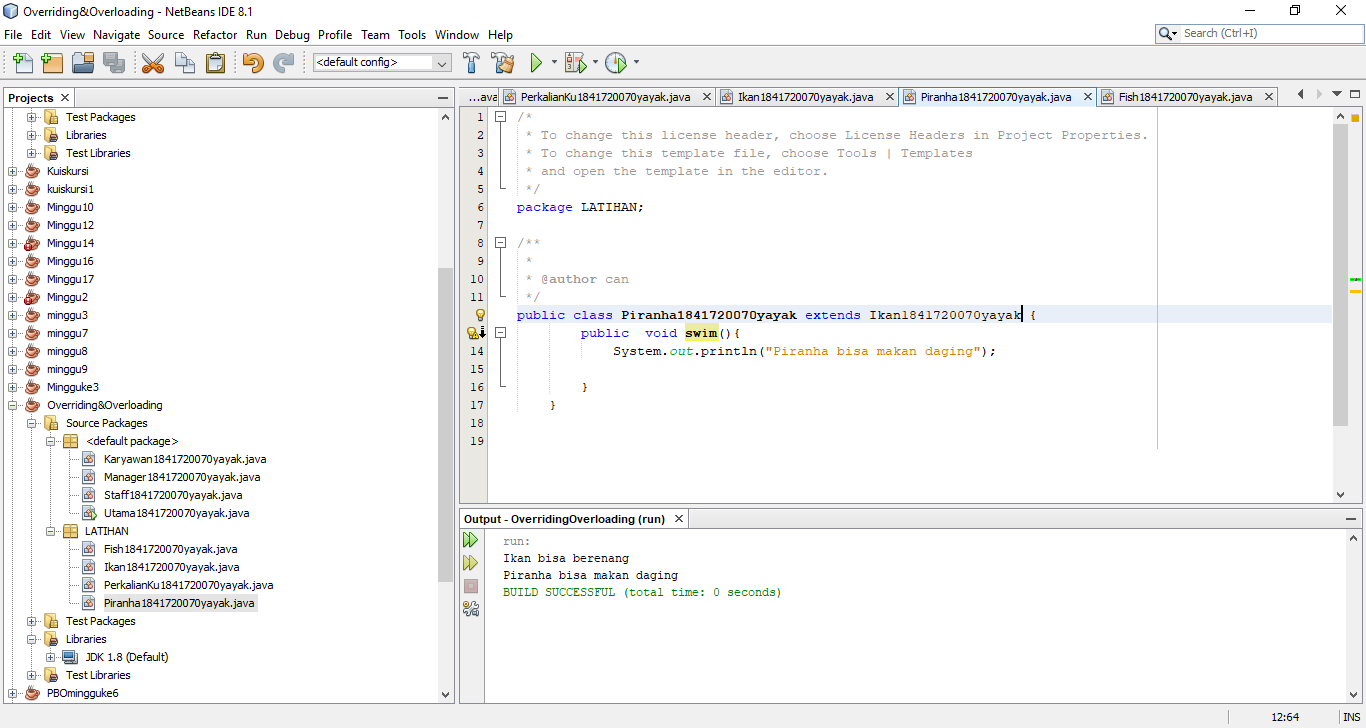 Overriding&Overloading - NetBeans IDE 8.1
File Edit View Navigate Source Refactor Run Debug Profile Team Tools Window Help
Search (Ctrl+I)
<default config>
Projects
Test Packages
Libraries
Test Libraries
Kuiskursi
kuiskursi1
Minggu10
Minggu12
Minggu14
Minggu16
Minggu17
Minggu2
minggu3
minggu7
minggu8
minggu9
Mingguke3
Overriding&Overloading
Source Packages
<default package>
Karyawan1841720070yayak.java
Manager1841720070yayak.java
Staff1841720070yayak.java
Utama1841720070yayak.java
LATIHAN
Fish1841720070yayak.java
Ikan1841720070yayak.java
PerkalianKu1841720070yayak.java
Piranha1841720070yayak.java
Test Packages
Libraries
JDK 1.8 (Default)
Test Libraries
PBOmingguke6
...ava PerkalianKu1841720070yayak.java Ikan1841720070yayak.java Piranha1841720070yayak.java Fish1841720070yayak.java
1 /*
2 * To change this license header, choose License Headers in Project Properties.
3 * To change this template file, choose Tools | Templates
4 * and open the template in the editor.
5 */
6 package LATIHAN;
7
8 /**
9 *
10 * @author can
11 */
public class Piranha1841720070yayak extends Ikan1841720070yayak {
public  void swim(){
14 System.out.println("Piranha bisa makan daging");
15
16 }
17 }
18
19
Output - OverridingOverloading (run)
run:
Ikan bisa berenang
Piranha bisa makan daging
BUILD SUCCESSFUL (total time: 0 seconds)
12:64 INS